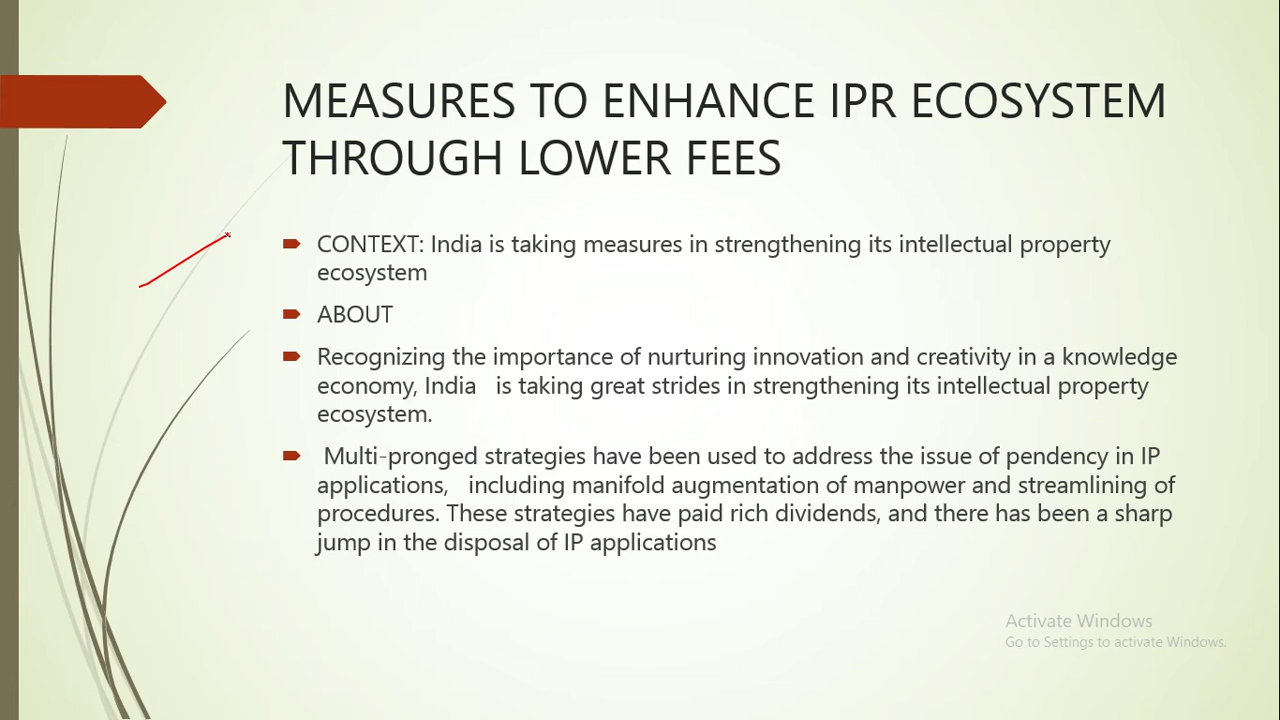 MEASURES TO ENHANCE IPR ECOSYSTEM
THROUGH LOWER FEES
CONTEXT: India is taking measures in strengthening its intellectual property
ecosystem
ABOUT
Recognizing the importance of nurturing innovation and creativity in a knowledge
economy, India is taking great strides in strengthening its intellectual property
ecosystem.
Multi-pronged strategies have been used to address the issue of pendency in IP
applications, including manifold augmentation of manpower and streamlining of
procedures. These strategies have paid rich dividends, and there has been a sharp
jump in the disposal of IP applications
Activate Windows
Go to Settings to activate Windows.